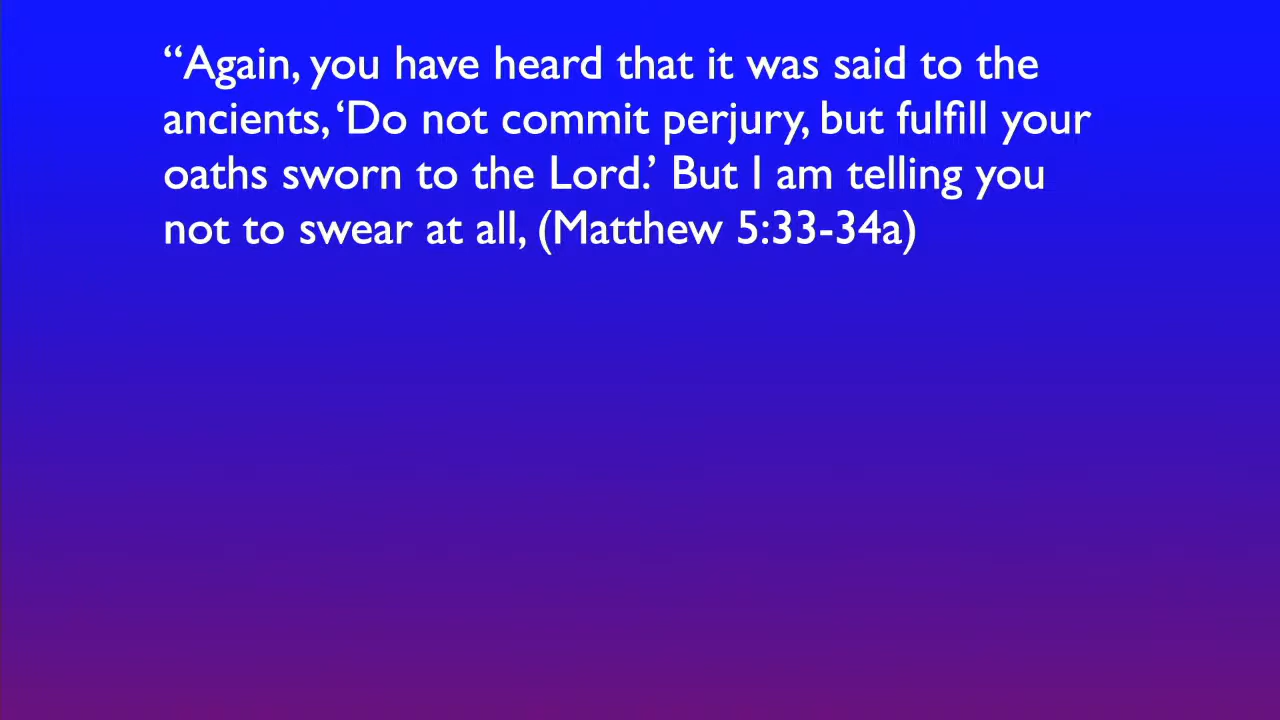 “Again, you have heard that it was said to the
ancients, ‘Do not commit perjury, but fulfill your
oaths sworn to the Lord.’ But I am telling you
not to swear at all, (Matthew 5:33-34a)